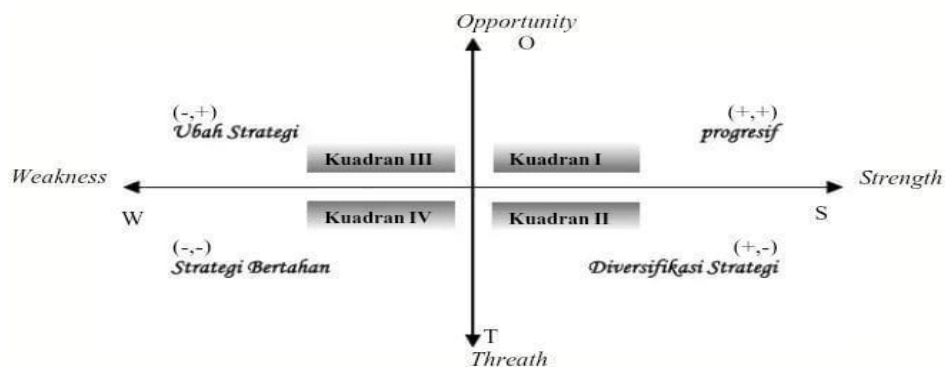 Opportunity
O
(-,+)
Ubah Strategi
(+,+)
progresif
Kuadran III
Kuadran I
Weakness
Strength
W
Kuadran IV
Kuadran II
S
(-,-)
Strategi Bertahan
(+,-)
Diversifikasi Strategi
T
Threath